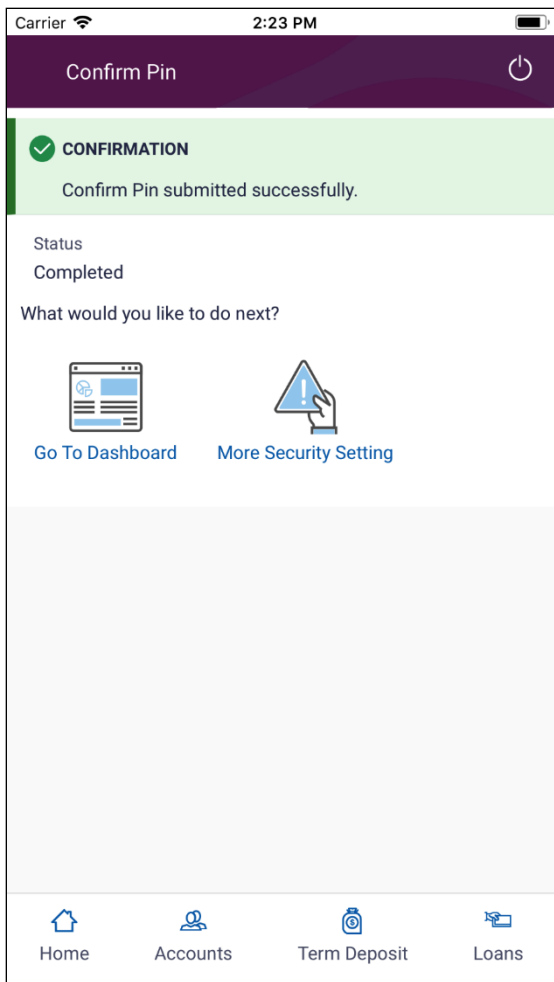 Carrier 2:23 PM
Confirm Pin
CONFIRMATION
Confirm Pin submitted successfully.
Status
Completed
What would you like to do next?
Go To Dashboard More Security Setting
Home Accounts Term Deposit Loans